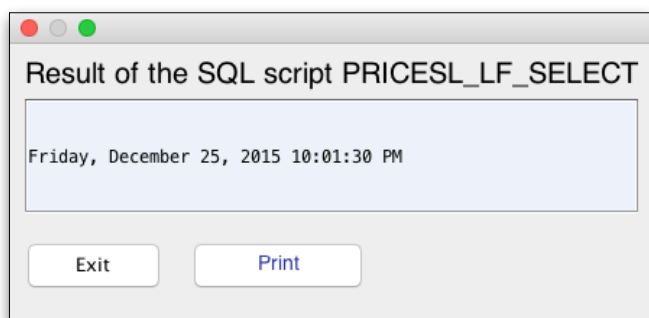 Result of the SQL script PRICESL_LF_SELECT
Friday, December 25, 2015 10:01:30 PM
Exit
Print